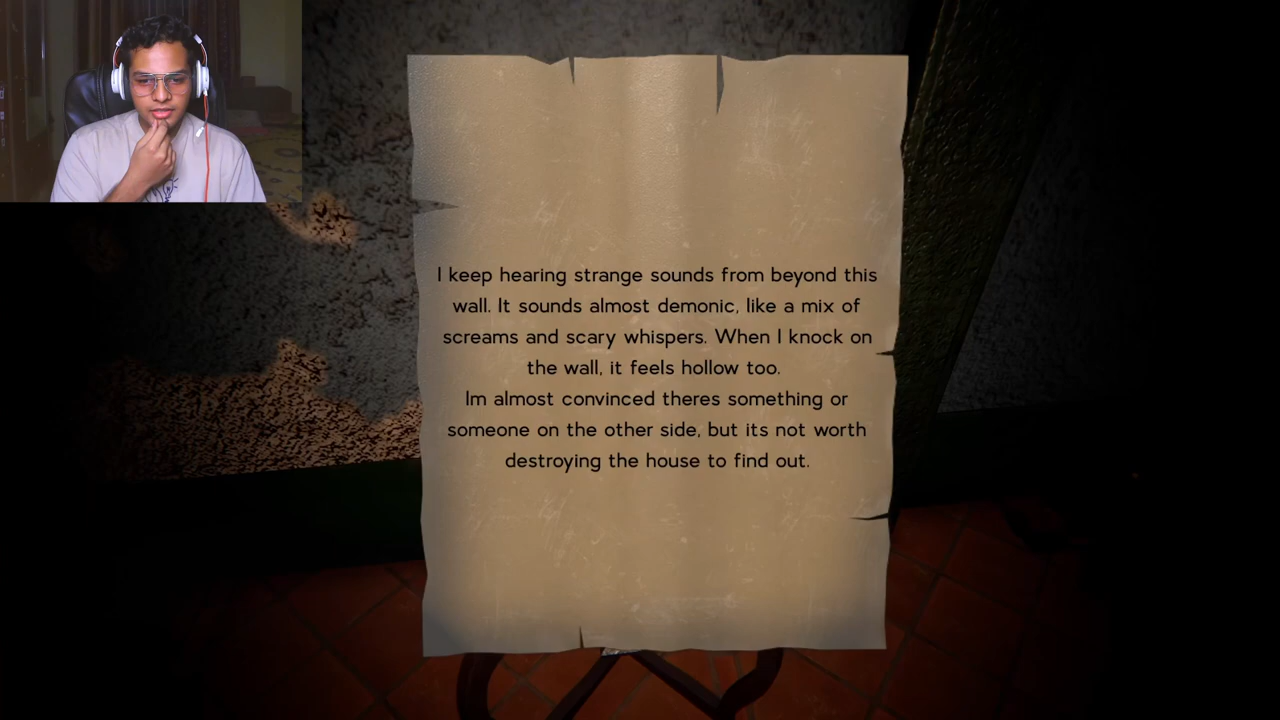 I keep hearing strange sounds from beyond this
wall. It sounds almost demonic, like a mix of
screams and scary whispers. When I knock on
the wall, it feels hollow too.
Im almost convinced theres something or
someone on the other side, but its not worth
destroying the house to find out.